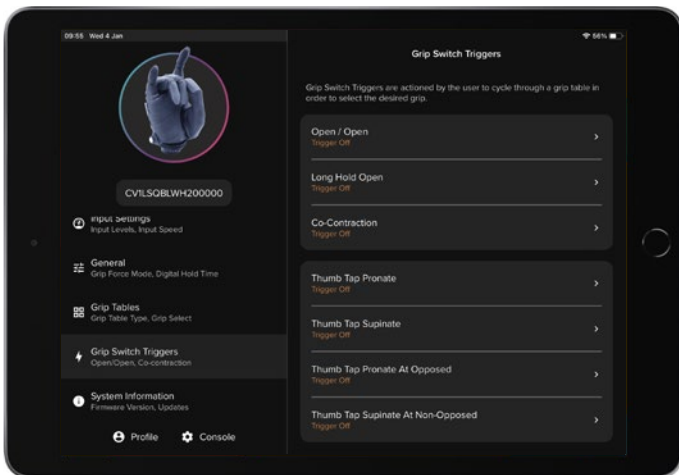 09:55 Wed 4 Jan
56%
CV1LSQBLWH200000
Input Settings
Input Levels, Input Speed
General
Grip Force Mode, Digital Hold Time
Grip Tables
Grip Table Type, Grip Select
Grip Switch Triggers
Open/Open, Co-contraction
System Information
Firmware Version, Updates
Profile
Console
Grip Switch Triggers
Grip Switch Triggers are actioned by the user to cycle through a grip table in
order to select the desired grip.
Open / Open
Trigger Off
Long Hold Open
Trigger Off
Co-Contraction
Trigger Off
Thumb Tap Pronate
Trigger Off
Thumb Tap Supinate
Trigger Off
Thumb Tap Pronate At Opposed
Trigger Off
Thumb Tap Supinate At Non-Opposed
Trigger Off